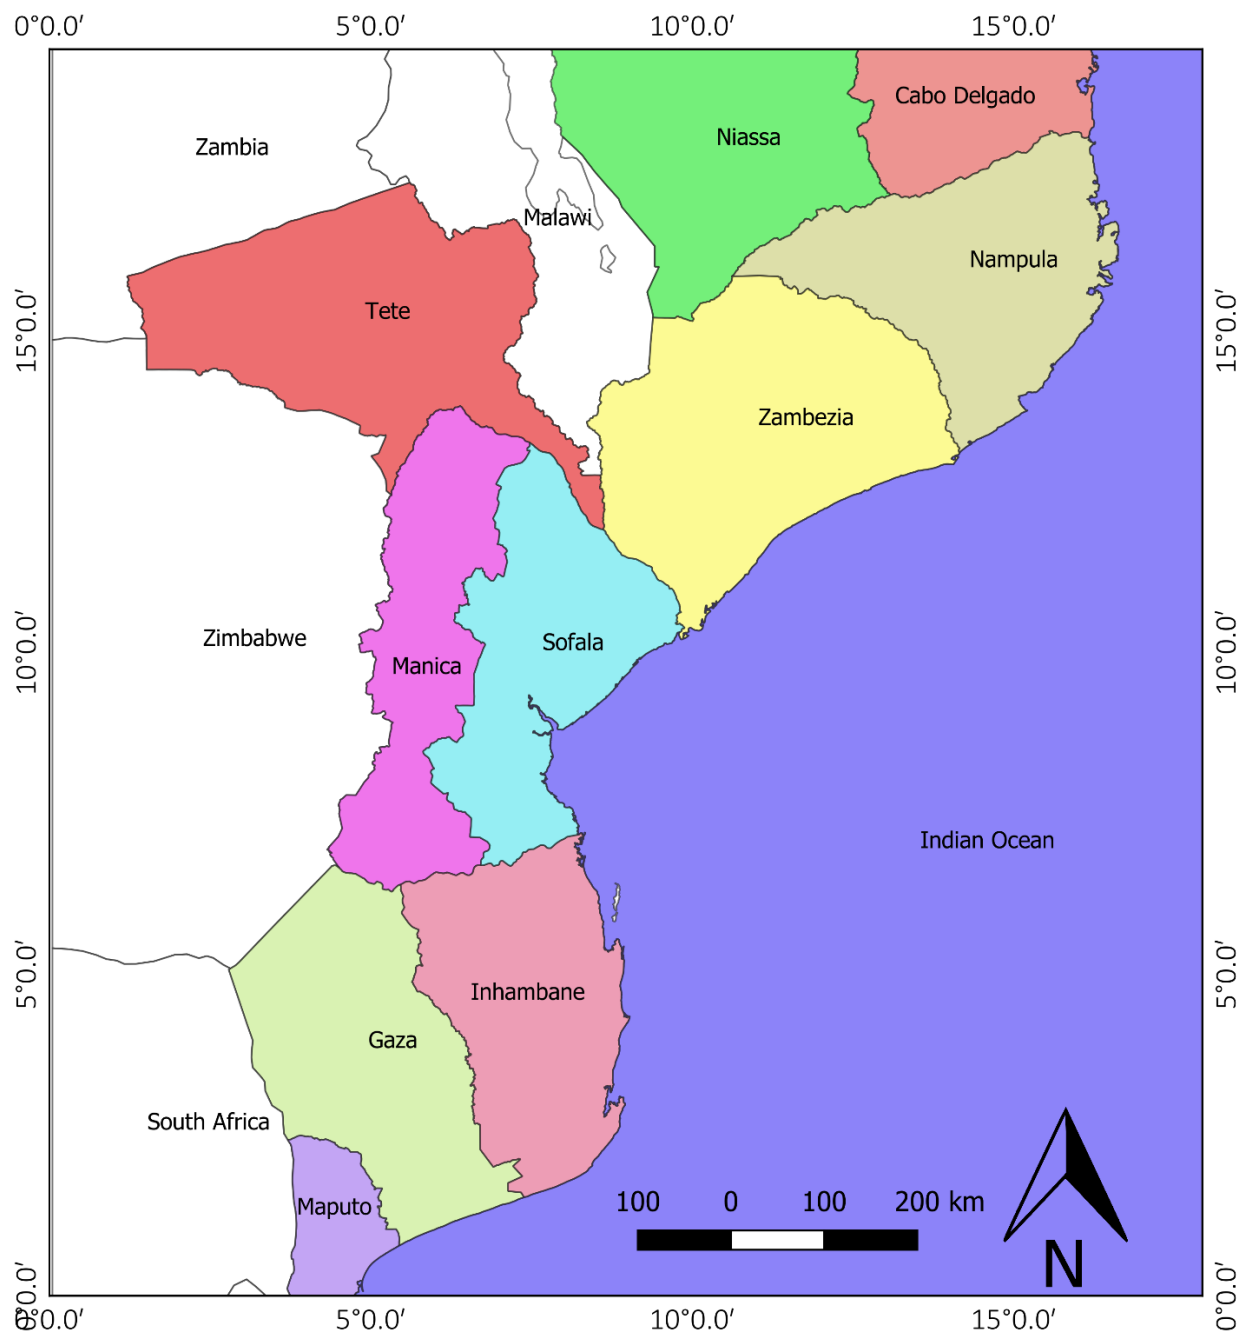 0°0.0′ 5°0.0′ 10°0.0′ 15°0.0′
Cabo Delgado
Niassa
Zambia
Malawi
Nampula
Tete
15°0.0′ 15°0.0′
Zambezia
Zimbabwe
Sofala
Manica
10°0.0′ 10°0.0′
Indian Ocean
Inhambane
5°0.0′ 5°0.0′
Gaza
South Africa
Maputo
100 0 100 200 km
N
0°0.0′ 0°0.0′
0°0.0′ 5°0.0′ 10°0.0′ 15°0.0′